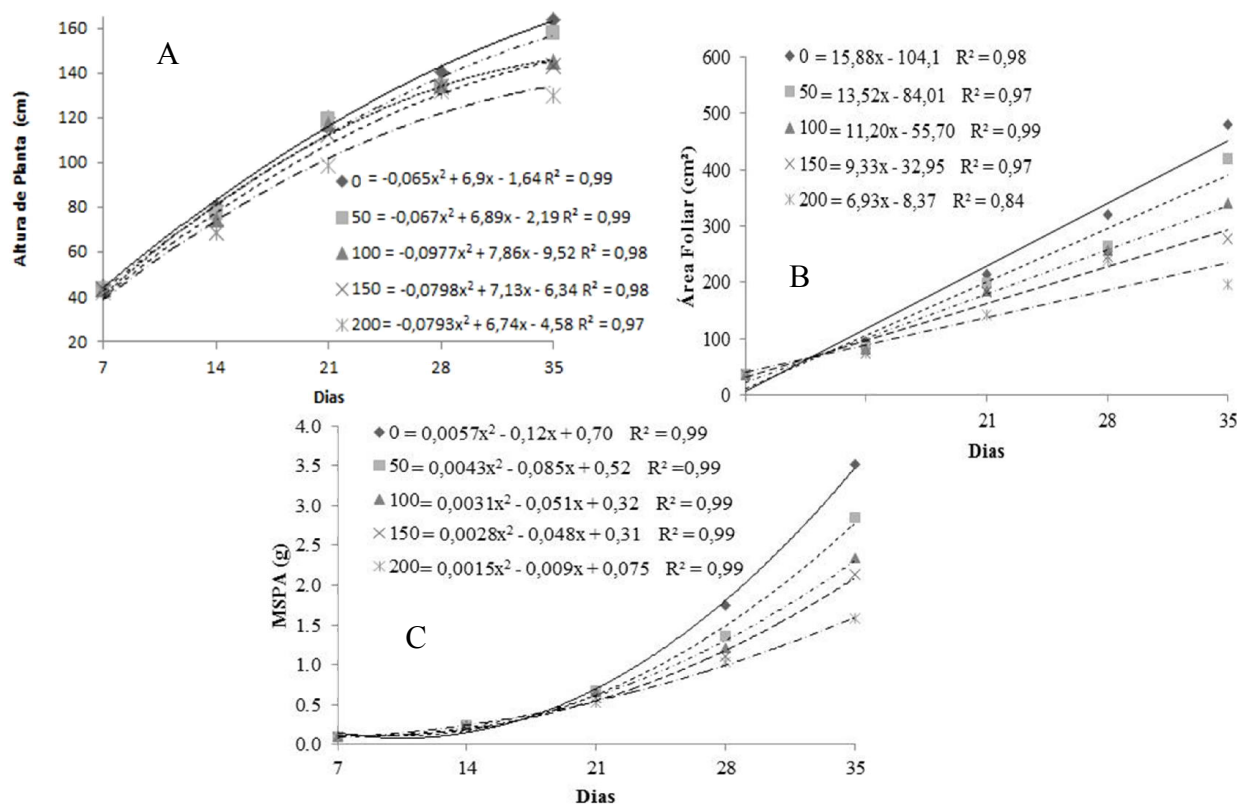 A
Altura de Planta (cm)
160
140
120
100
80
60
40
20
7 14 21 28 35
Dias
0 = -0,065x² + 6,9x - 1,64 R² = 0,99
50 = -0,067x² + 6,89x - 2,19 R² = 0,99
100 = -0,0977x² + 7,86x - 9,52 R² = 0,98
150 = -0,0798x² + 7,13x - 6,34 R² = 0,98
200= -0,0793x² + 6,74x - 4,58 R² = 0,97
B
Área Foliar (cm²)
600
500
400
300
200
100
0
21 28 35
Dias
0 = 15,88x - 104,1 R² = 0,98
50 = 13,52x - 84,01 R² = 0,97
100 = 11,20x - 55,70 R² = 0,99
150 = 9,33x - 32,95 R² = 0,97
200 = 6,93x - 8,37 R² = 0,84
C
MSPA (g)
4.0
3.5
3.0
2.5
2.0
1.5
1.0
0.5
0.0
7 14 21 28 35
Dias
0 = 0,0057x² - 0,12x + 0,70 R² = 0,99
50 = 0,0043x² - 0,085x + 0,52 R² = 0,99
100 = 0,0031x² - 0,051x + 0,32 R² = 0,99
150 = 0,0028x² - 0,048x + 0,31 R² = 0,99
200= 0,0015x² - 0,009x + 0,075 R² = 0,99